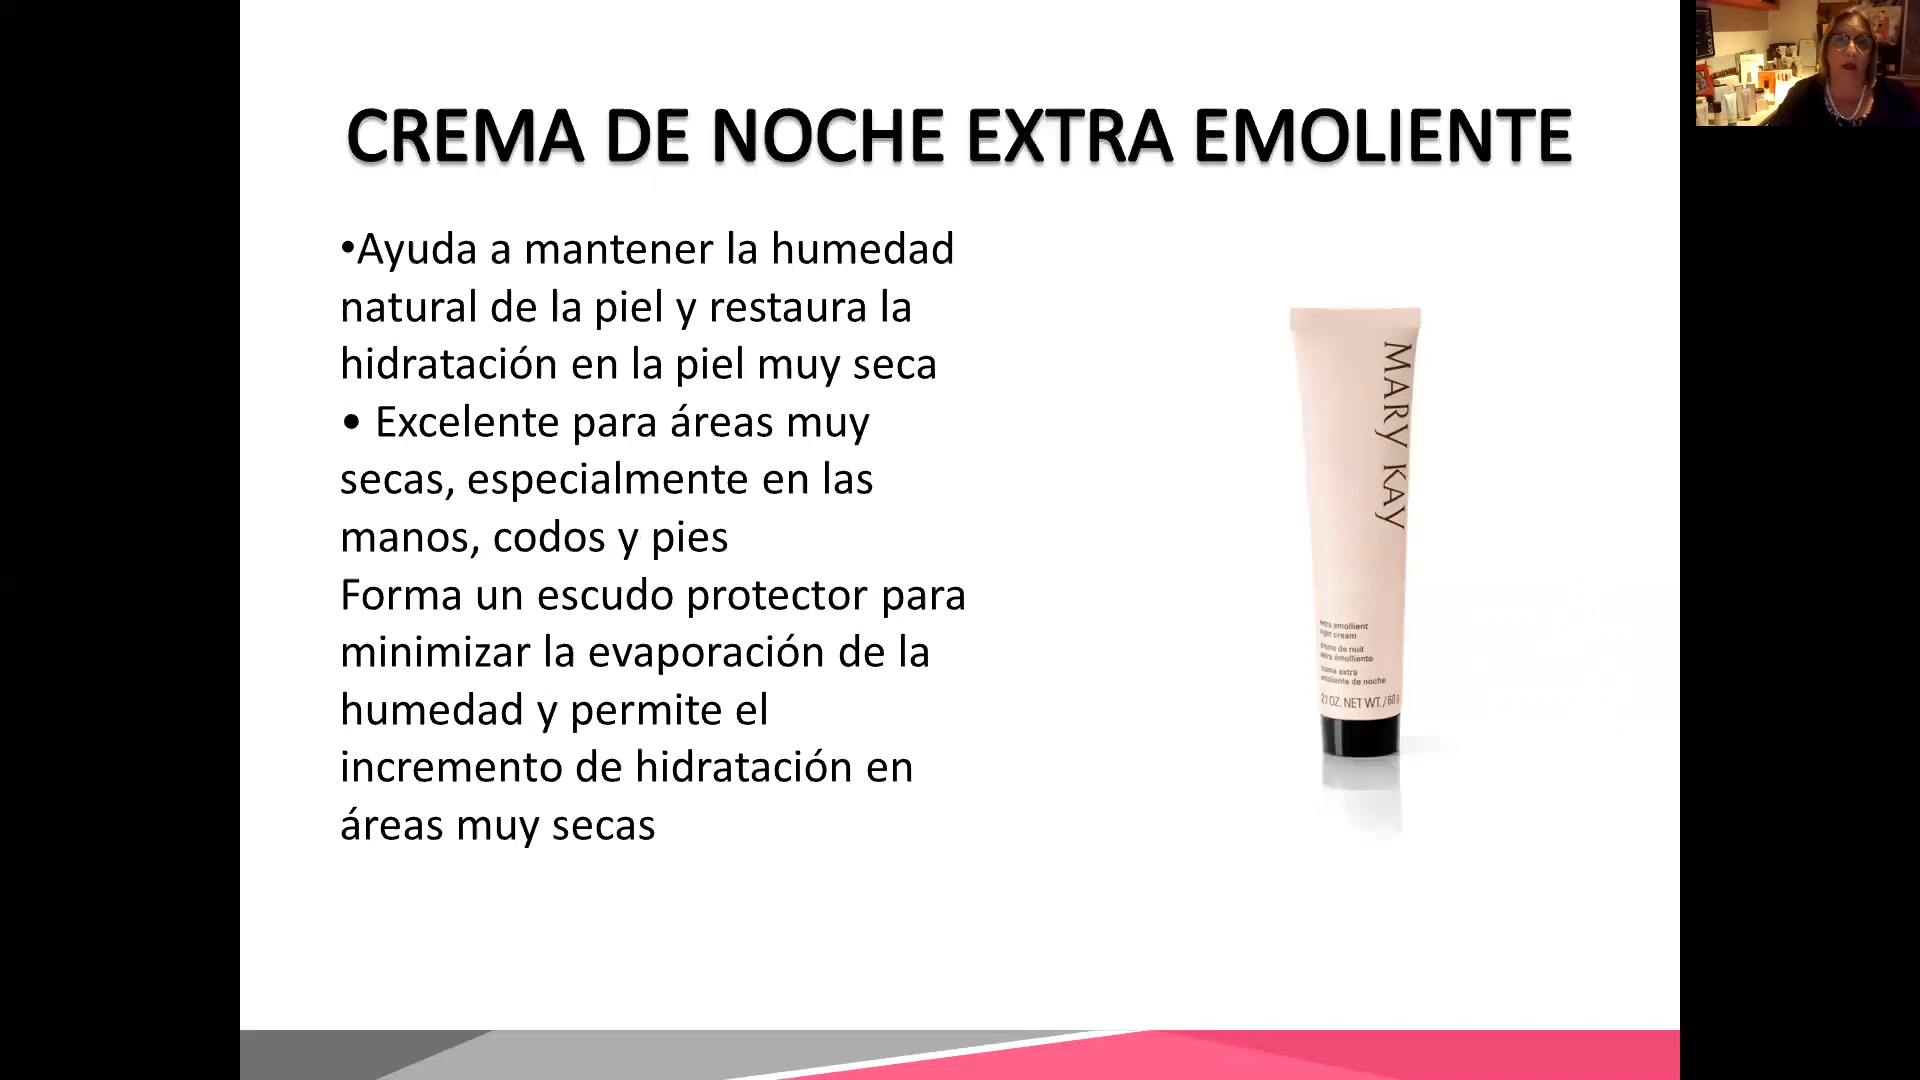 CREMA DE NOCHE EXTRA EMOLIENTE
•Ayuda a mantener la humedad
natural de la piel y restaura la
hidratación en la piel muy seca
• Excelente para áreas muy
secas, especialmente en las
manos, codos y pies
Forma un escudo protector para
minimizar la evaporación de la
humedad y permite el
incremento de hidratación en
áreas muy secas
MARY KAY
extra emollient
night cream
crème de nuit
extra émolliente
crema extra
emoliente de noche
2.1 OZ. NET WT. / 60 g